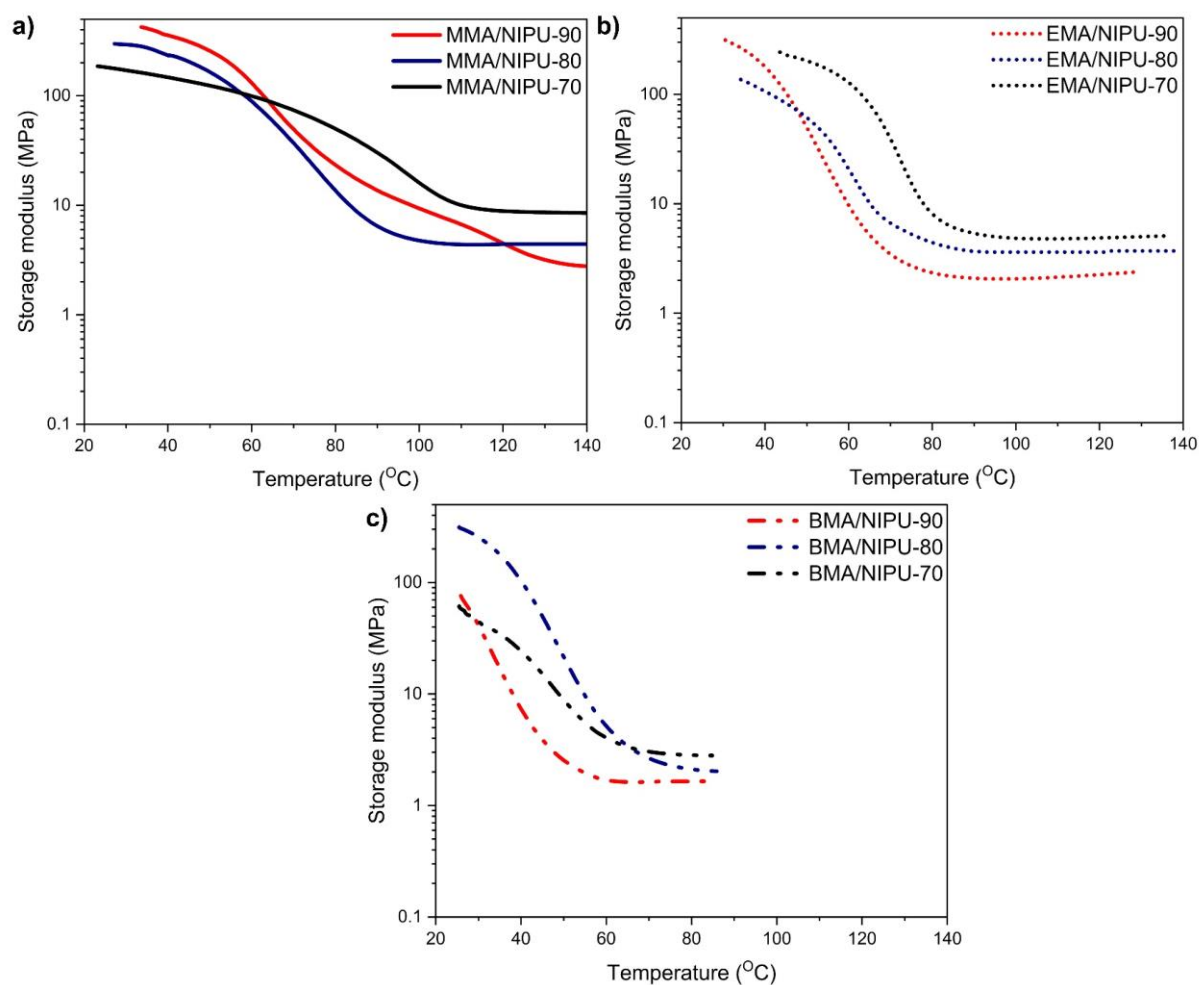 a)
MMA/NIPU-90
MMA/NIPU-80
MMA/NIPU-70
100
10
1
0.1
Storage modulus (MPa)
20 40 60 80 100 120 140
Temperature (°C)
b)
EMA/NIPU-90
EMA/NIPU-80
EMA/NIPU-70
100
10
1
0.1
Storage modulus (MPa)
20 40 60 80 100 120 140
Temperature (°C)
c)
BMA/NIPU-90
BMA/NIPU-80
BMA/NIPU-70
100
10
1
0.1
Storage modulus (MPa)
20 40 60 80 100 120 140
Temperature (°C)